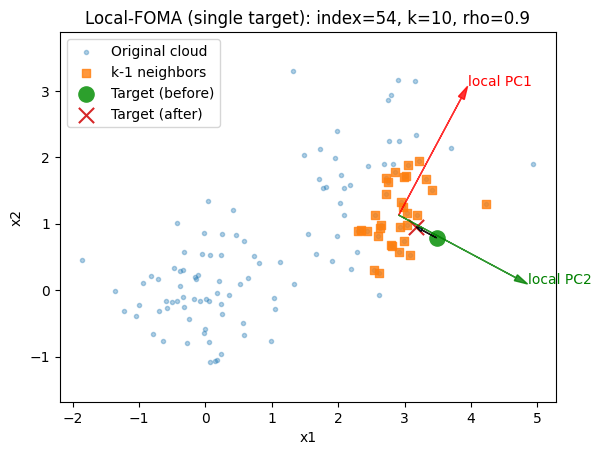 Local-FOMA (single target): index=54, k=10, rho=0.9
Original cloud
k-1 neighbors
Target (before)
Target (after)
local PC1
local PC2
x2
3
2
1
0
−1
−2
−1
0
1
2
3
4
5
x1